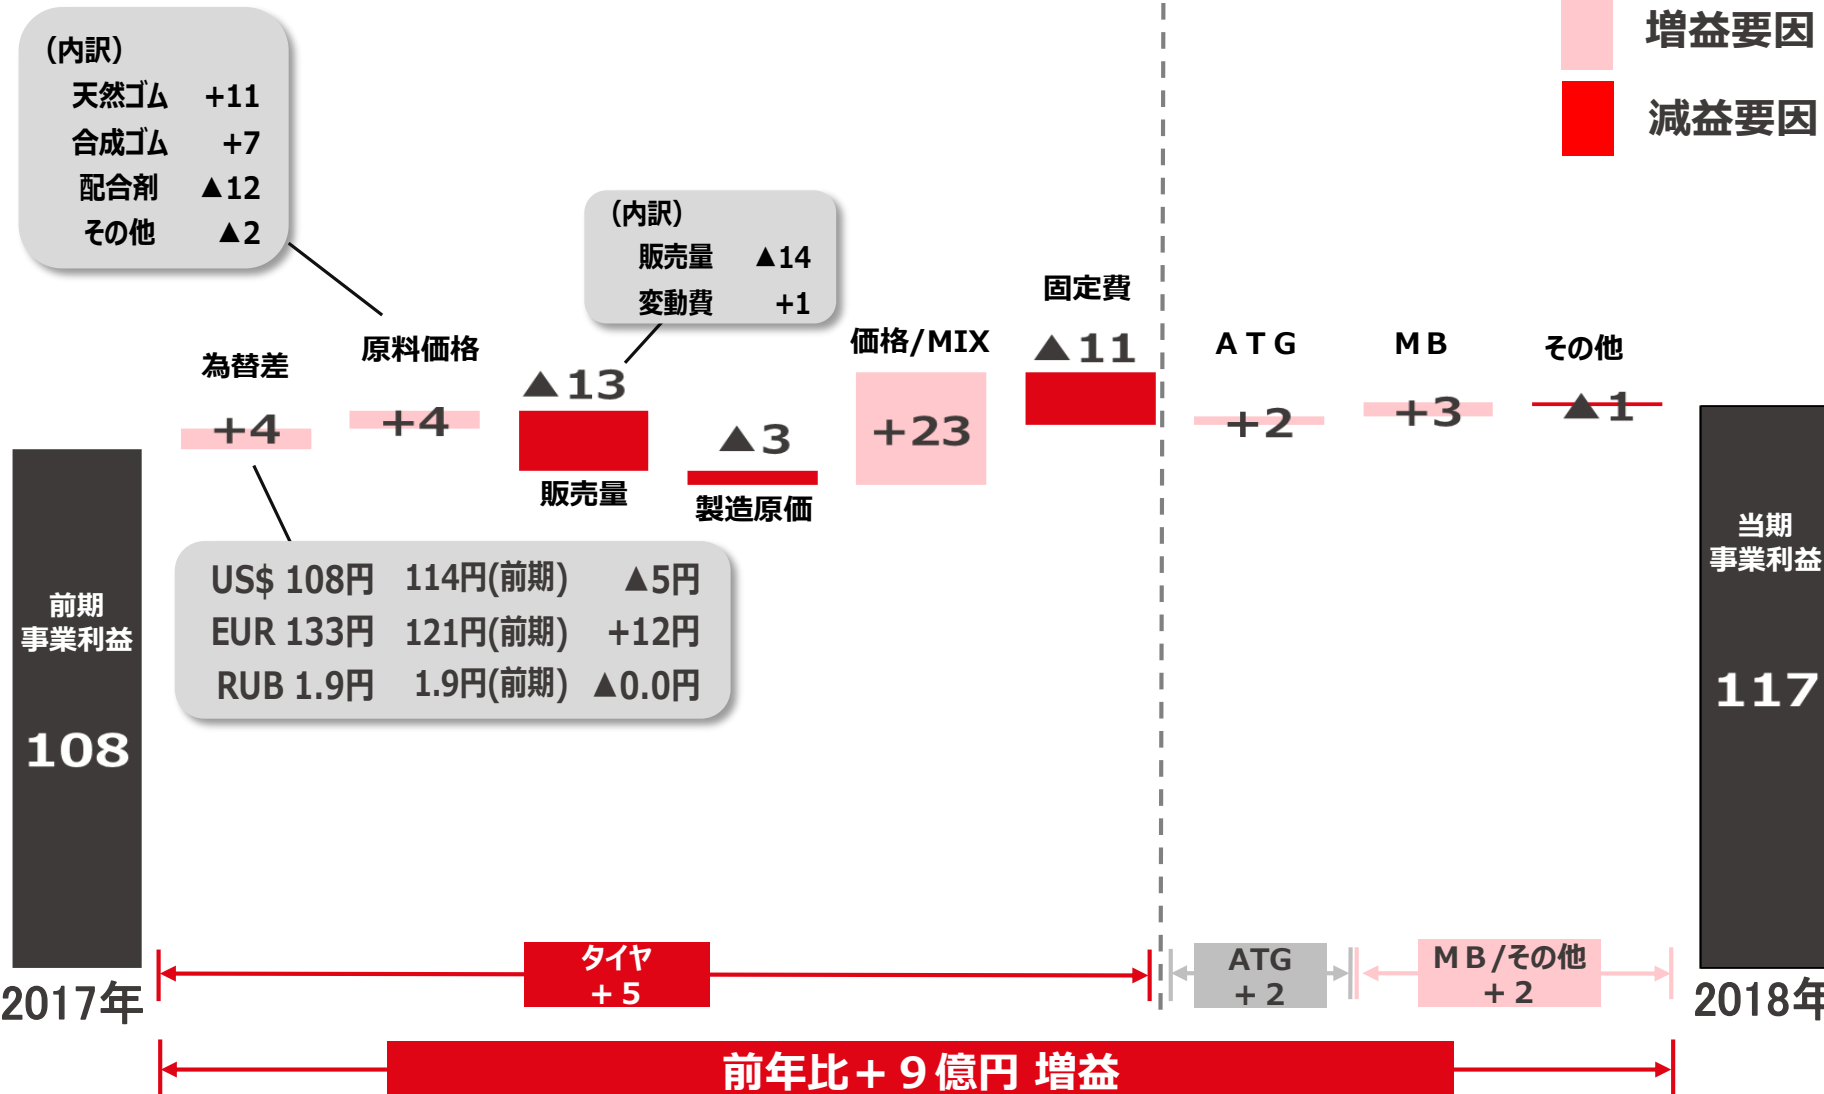 増益要因
減益要因
（内訳）
天然ゴム +11
合成ゴム +7
配合剤 ▲12
その他 ▲2
（内訳）
販売量 ▲14
変動費 +1
為替差
+4
原料価格
+4
▲13
販売量
▲3
製造原価
価格/MIX
+23
固定費
▲11
ＡＴＧ
+2
ＭＢ
+3
その他
▲1
US$ 108円 114円(前期) ▲5円
EUR 133円 121円(前期) +12円
RUB 1.9円 1.9円(前期) ▲0.0円
前期
事業利益
108
2017年
当期
事業利益
117
2018年
タイヤ
+５
ATG
+２
ＭＢ/その他
+２
前年比＋９億円 増益